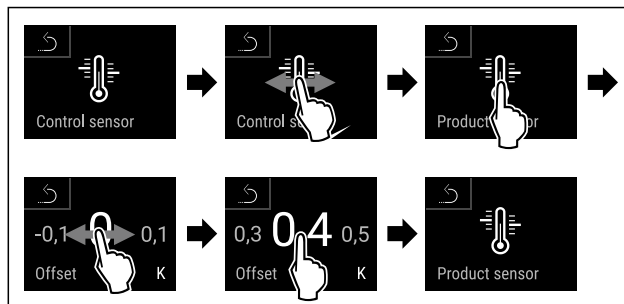 Control sensor
Control
Product
-0,1 0 0,1
Offset K
0,3 0,4 0,5
Offset K
Product sensor